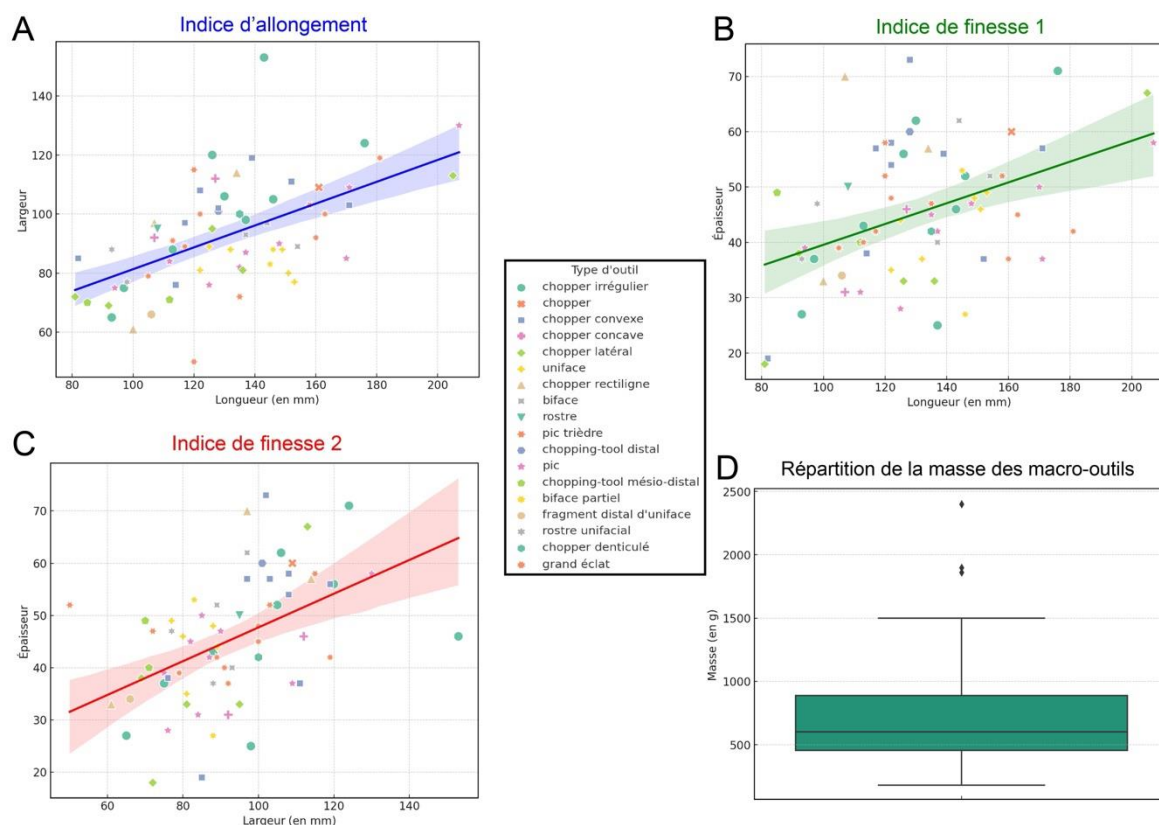 A
Indice d'allongement
Largeur
140
120
100
80
60
80
100
120
140
160
180
200
Longueur (en mm)
B
Indice de finesse 1
Épaisseur
70
60
50
40
30
20
80
100
120
140
160
180
200
Longueur (en mm)
Type d'outil
chopper irrégulier
chopper
chopper convexe
chopper concave
chopper latéral
uniface
chopper rectiligne
biface
rostre
pic trièdre
chopping-tool distal
pic
chopping-tool mésio-distal
biface partiel
fragment distal d'uniface
rostre unifacial
chopper denticulé
grand éclat
C
Indice de finesse 2
Épaisseur
70
60
50
40
30
20
60
80
100
120
140
Largeur (en mm)
D
Répartition de la masse des macro-outils
Masse (en g)
2500
2000
1500
1000
500